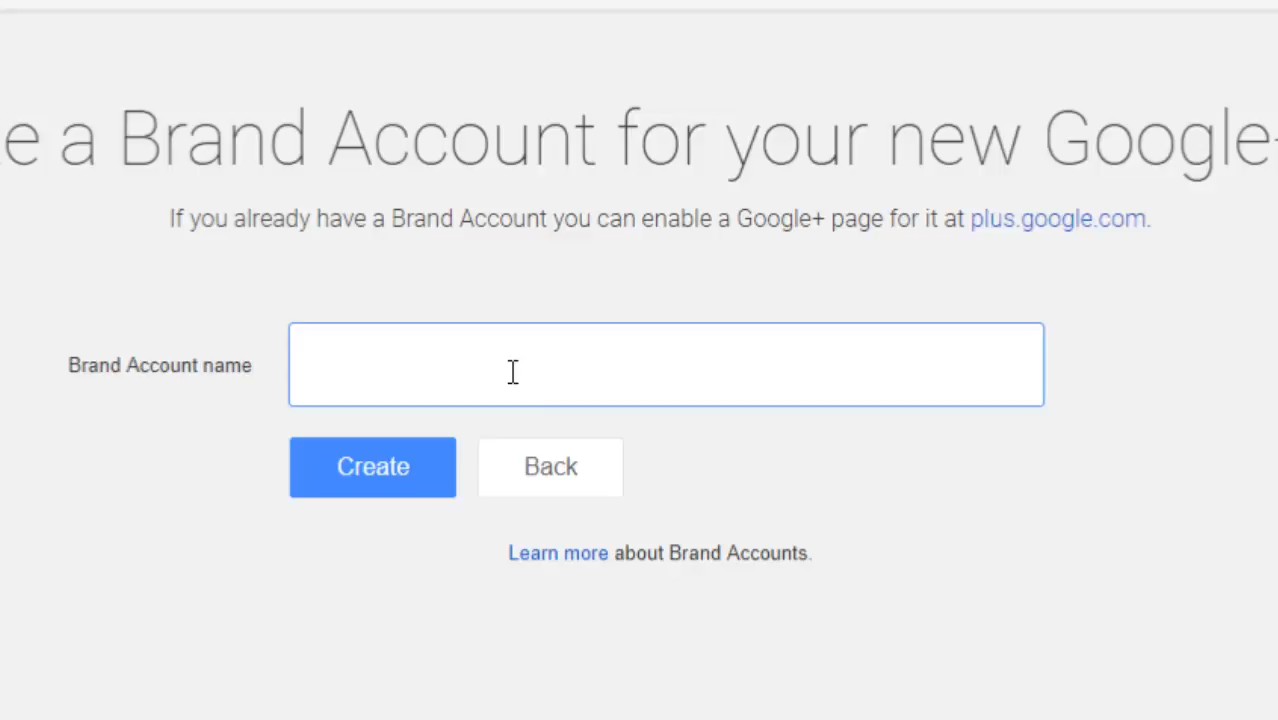 e a Brand Account for your new Google
If you already have a Brand Account you can enable a Google+ page for it at plus.google.com.
Brand Account name
Create
Back
Learn more about Brand Accounts.